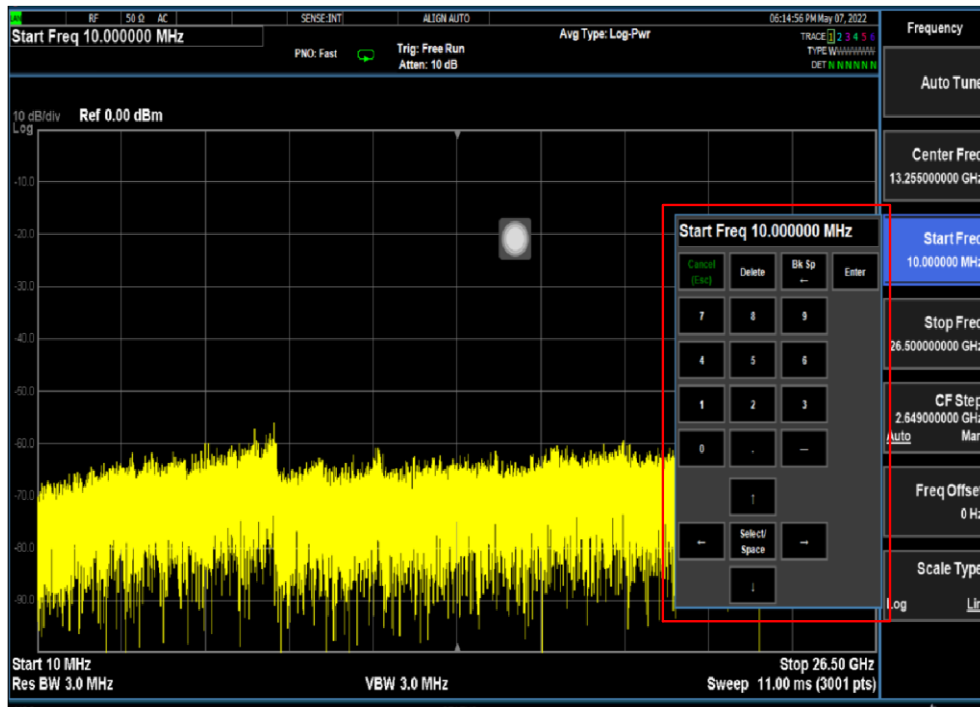 RF 50 Ω AC SENSE:INT ALIGN AUTO 06:14:56 PM May 07, 2022
Start Freq 10.000000 MHz
PNO: Fast
Trig: Free Run
Atten: 10 dB
Avg Type: Log-Pwr
TRACE 1 2 3 4 5 6
TYPE W
DET N N N N N N
10 dB/div Ref 0.00 dBm
Log
-10.0
-20.0
-30.0
-40.0
-50.0
-60.0
-70.0
-80.0
-90.0
Start 10 MHz Stop 26.50 GHz
Res BW 3.0 MHz VBW 3.0 MHz Sweep 11.00 ms (3001 pts)
Start Freq 10.000000 MHz
Cancel (Esc) Delete Bk Sp ← Enter
7 8 9
4 5 6
1 2 3
0 . –
↑
← Select/ Space →
↓
Frequency
Auto Tune
Center Freq
13.255000000 GHz
Start Freq
10.000000 MHz
Stop Freq
26.500000000 GHz
CF Step
2.649000000 GHz
Auto Man
Freq Offset
0 Hz
Scale Type
Log Lin